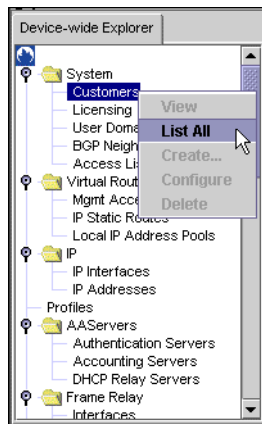 Device-wide Explorer
System
Customers
Licensing
User Doma
BGP Neigh
Access Li
Virtual Rout
Mgmt Acce
IP Static Routes
Local IP Address Pools
IP
IP Interfaces
IP Addresses
Profiles
AAServers
Authentication Servers
Accounting Servers
DHCP Relay Servers
Frame Relay
Interfaces
View
List All
Create...
Configure
Delete